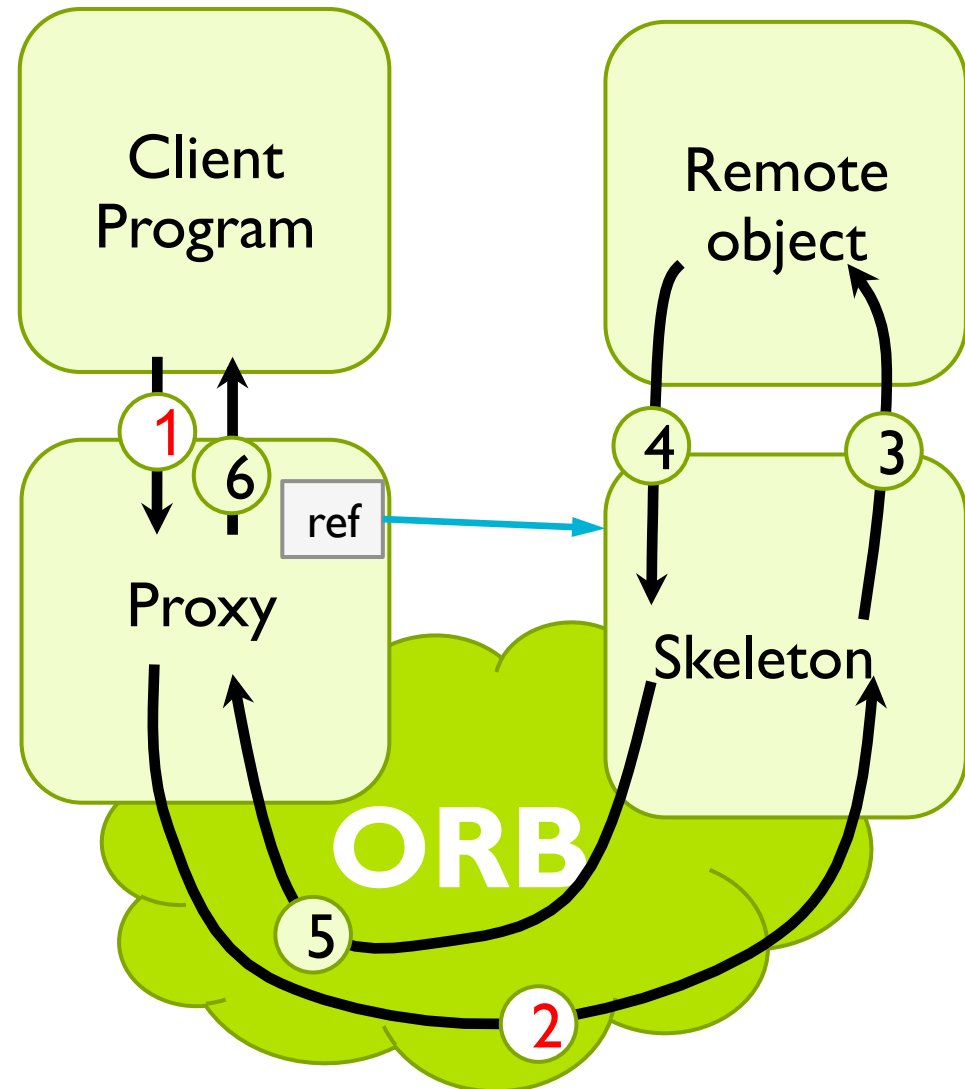 Client
Program
Remote
object
1
6
4
3
ref
Proxy
Skeleton
ORB
5
2